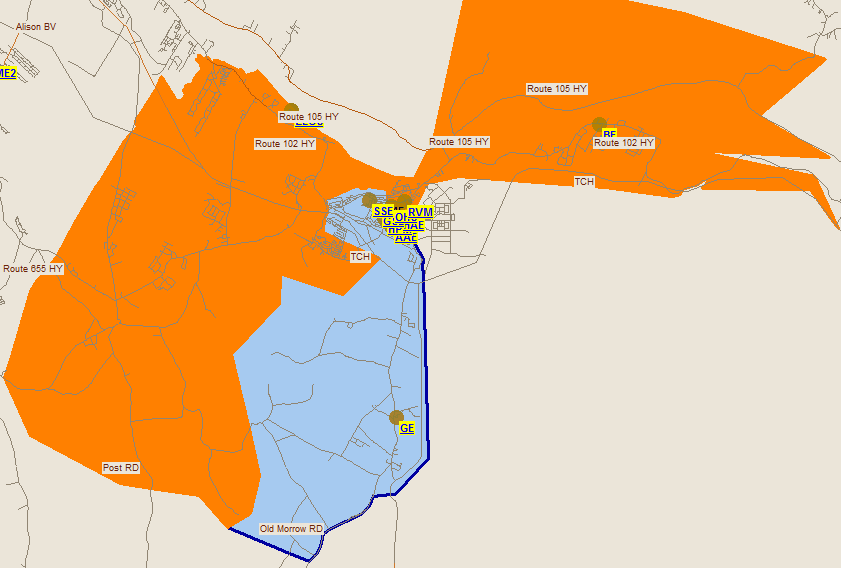 Alison BV
ME2
Route 105 HY
Route 105 HY
Route 102 HY
Route 105 HY
BE
Route 102 HY
TCH
SSE
RVM
AAE
TCH
Route 655 HY
GE
Post RD
Old Morrow RD